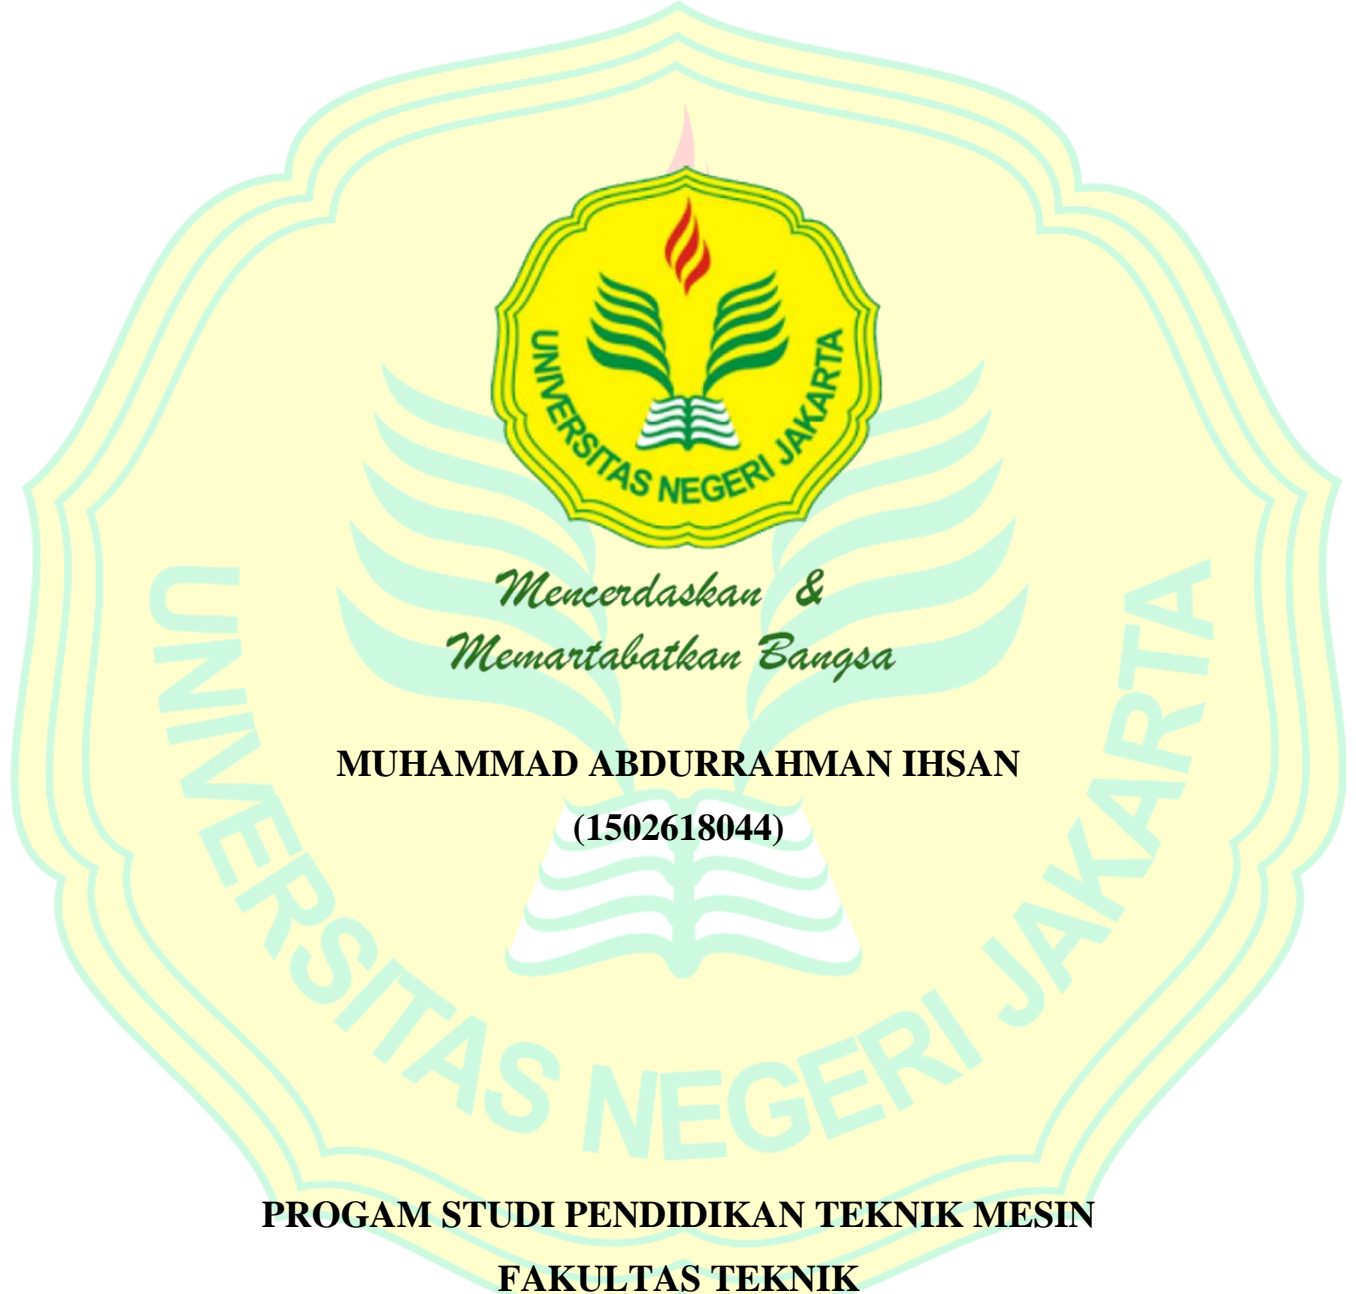 UNIVERSITAS NEGERI JAKARTA
Mencerdaskan &
Memartabatkan Bangsa
MUHAMMAD ABDURRAHMAN IHSAN
(1502618044)
UNIVERSITAS NEGERI JAKARTA
PROGAM STUDI PENDIDIKAN TEKNIK MESIN
FAKULTAS TEKNIK